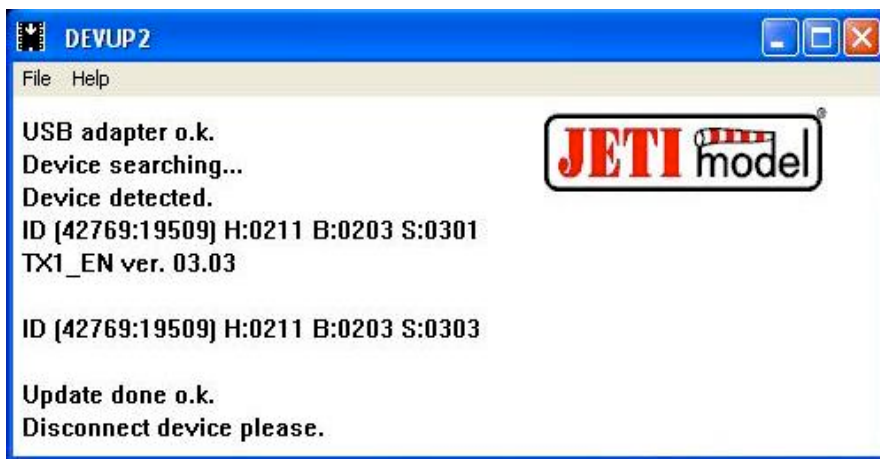 DEVUP2
File Help
USB adapter o.k.
JETI model®
Device searching...
Device detected.
ID (42769:19509) H:0211 B:0203 S:0301
TX1_EN ver. 03.03
ID (42769:19509) H:0211 B:0203 S:0303
Update done o.k.
Disconnect device please.